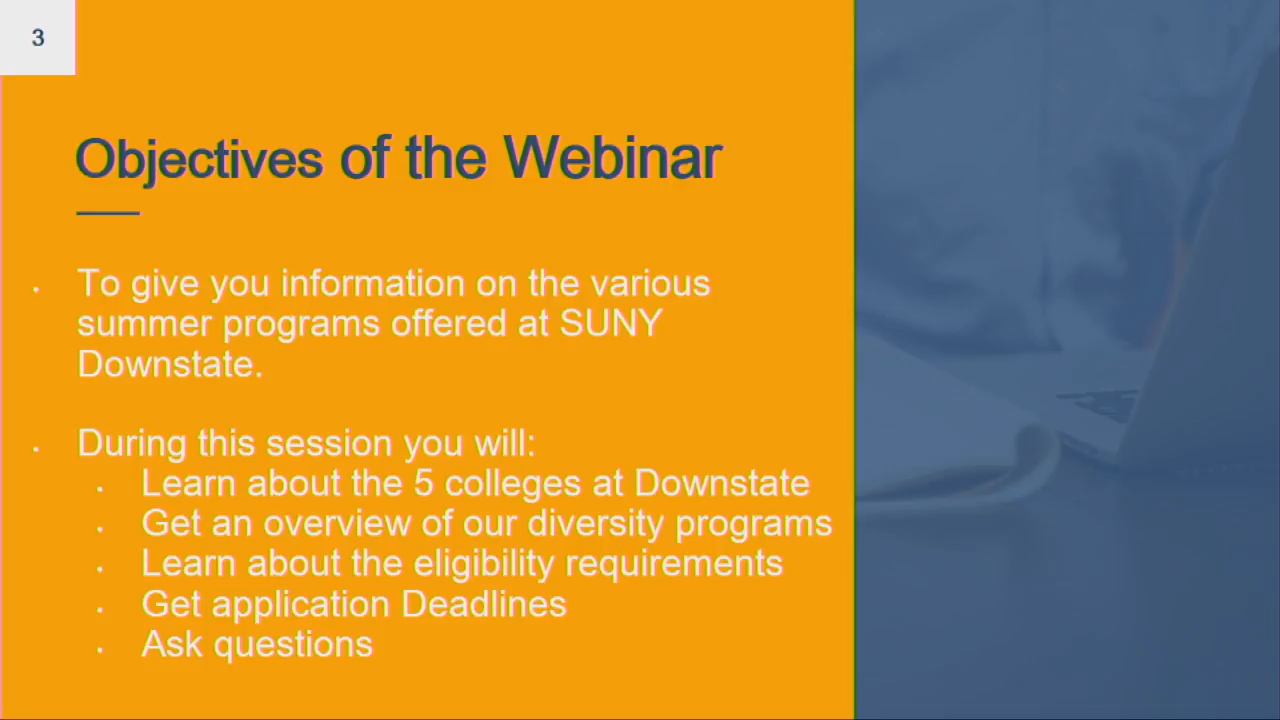 3
Objectives of the Webinar
• To give you information on the various
summer programs offered at SUNY
Downstate.
• During this session you will:
• Learn about the 5 colleges at Downstate
• Get an overview of our diversity programs
• Learn about the eligibility requirements
• Get application Deadlines
• Ask questions